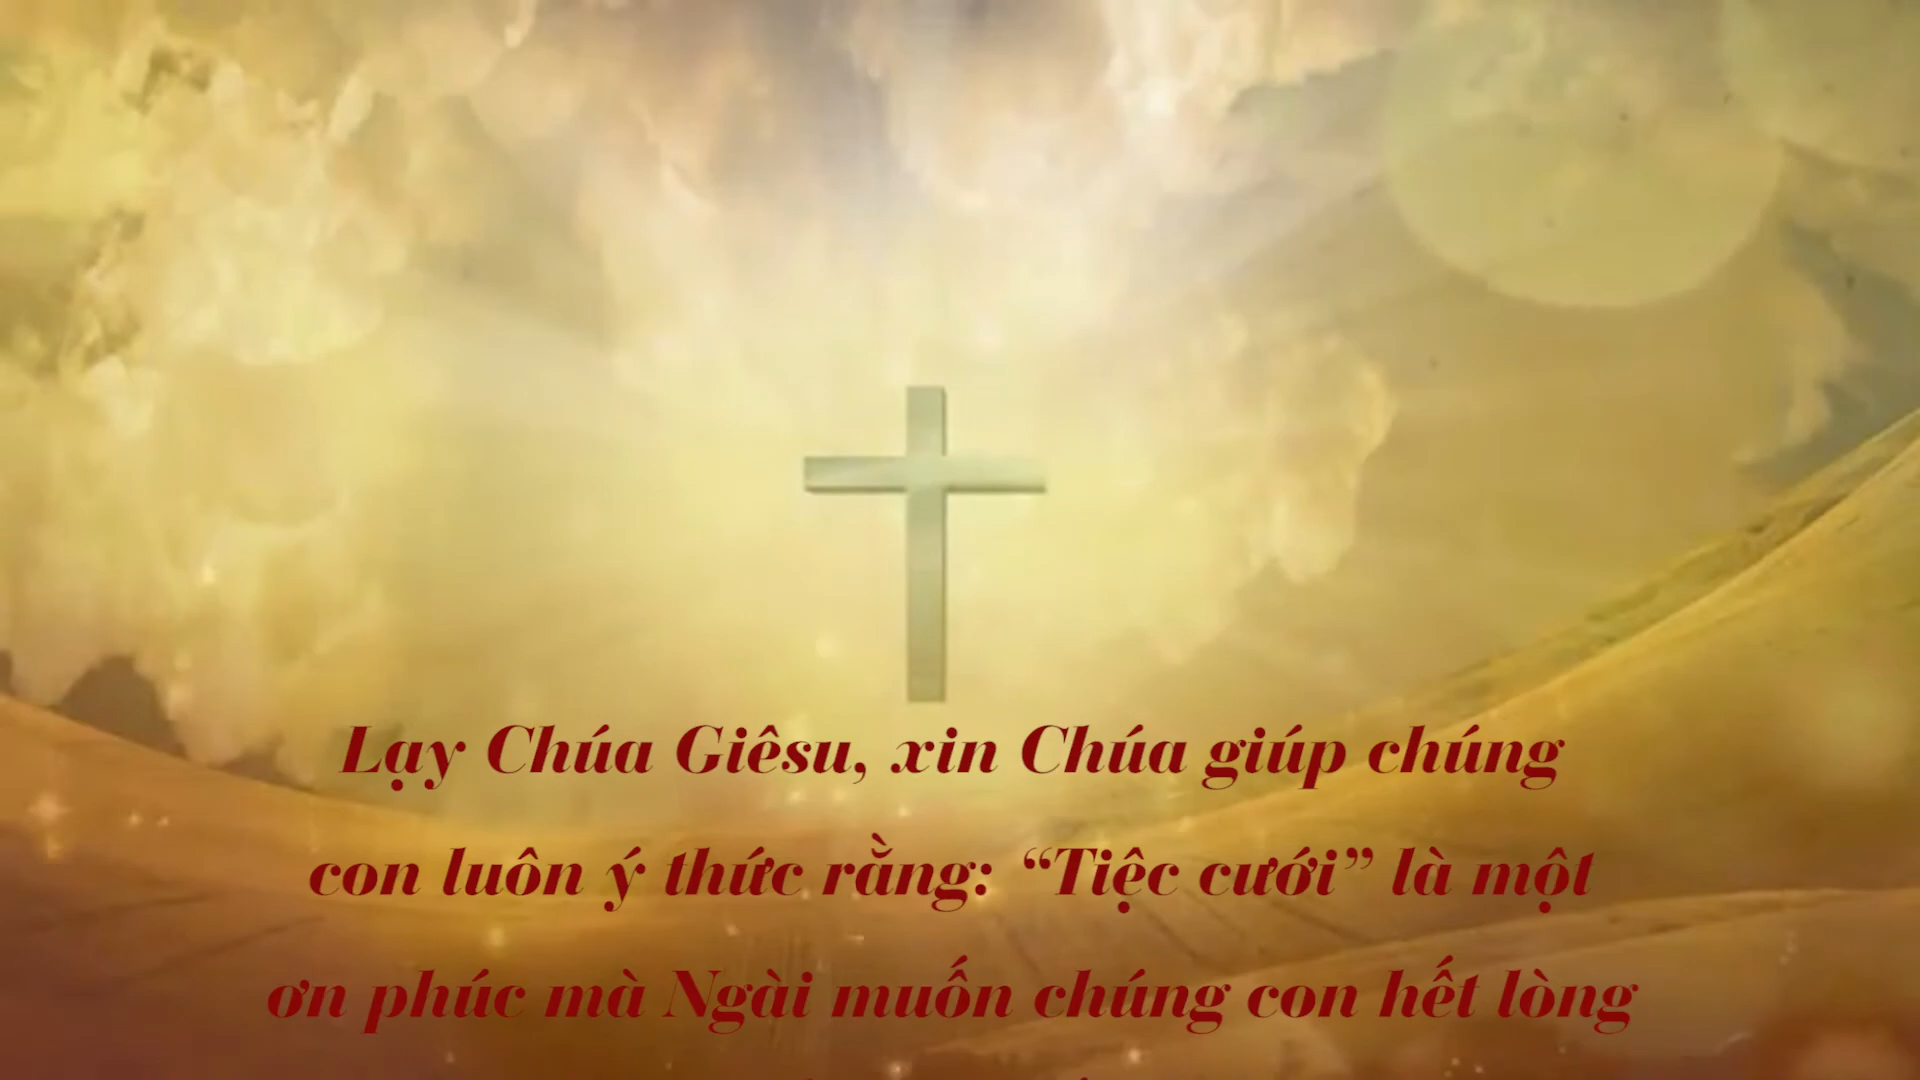 Lạy Chúa Giêsu, xin Chúa giúp chúng
con luôn ý thức rằng: “Tiệc cưới” là một
ơn phúc mà Ngài muốn chúng con hết lòng